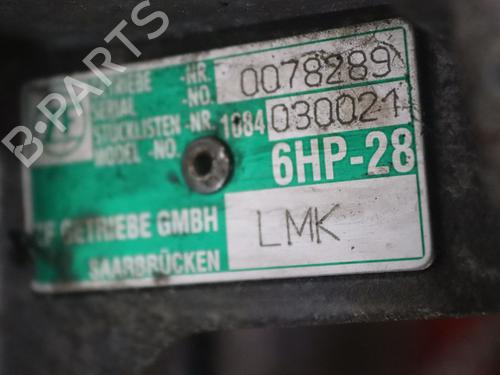 GETRIEBE -NR. 0078289
SERIAL -NO.
STÜCKLISTEN -NR. 1084 030021
MODEL -NO. 6HP-28
ZF GETRIEBE GMBH LMK
SAARBRÜCKEN
B-PARTS